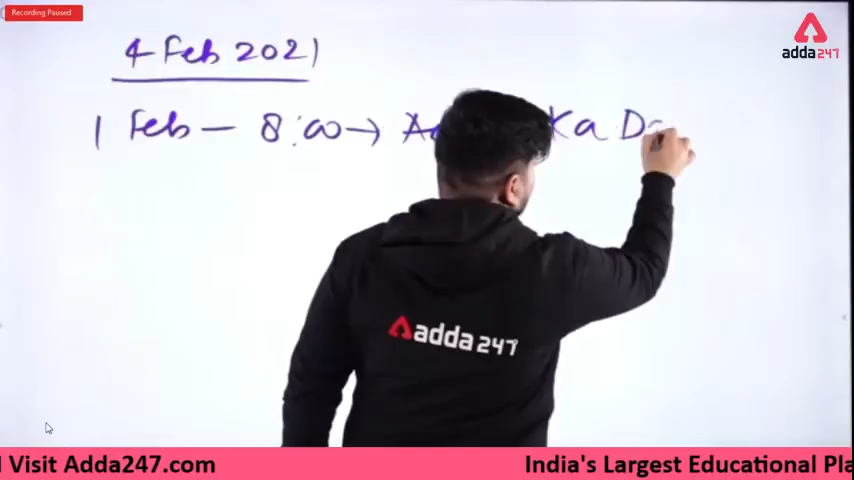 Recording Paused
4 Feb 2021
adda247
1 Feb - 8:00 → Ka
adda247
Visit Adda247.com
India's Largest Educational Pla